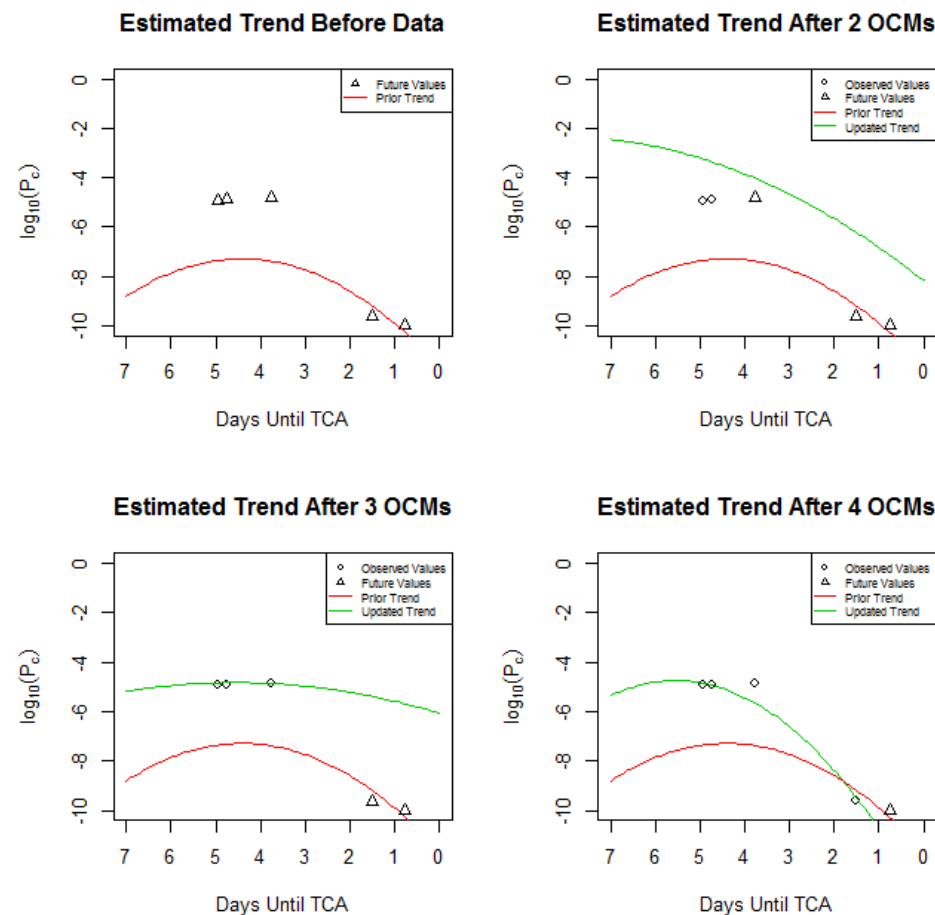 Estimated Trend Before Data
0
-2
-4
-6
-8
-10
log10(Pc)
7 6 5 4 3 2 1 0
Days Until TCA
Future Values
Prior Trend
Estimated Trend After 2 OCMs
0
-2
-4
-6
-8
-10
log10(Pc)
7 6 5 4 3 2 1 0
Days Until TCA
Observed Values
Future Values
Prior Trend
Updated Trend
Estimated Trend After 3 OCMs
0
-2
-4
-6
-8
-10
log10(Pc)
7 6 5 4 3 2 1 0
Days Until TCA
Observed Values
Future Values
Prior Trend
Updated Trend
Estimated Trend After 4 OCMs
0
-2
-4
-6
-8
-10
log10(Pc)
7 6 5 4 3 2 1 0
Days Until TCA
Observed Values
Future Values
Prior Trend
Updated Trend